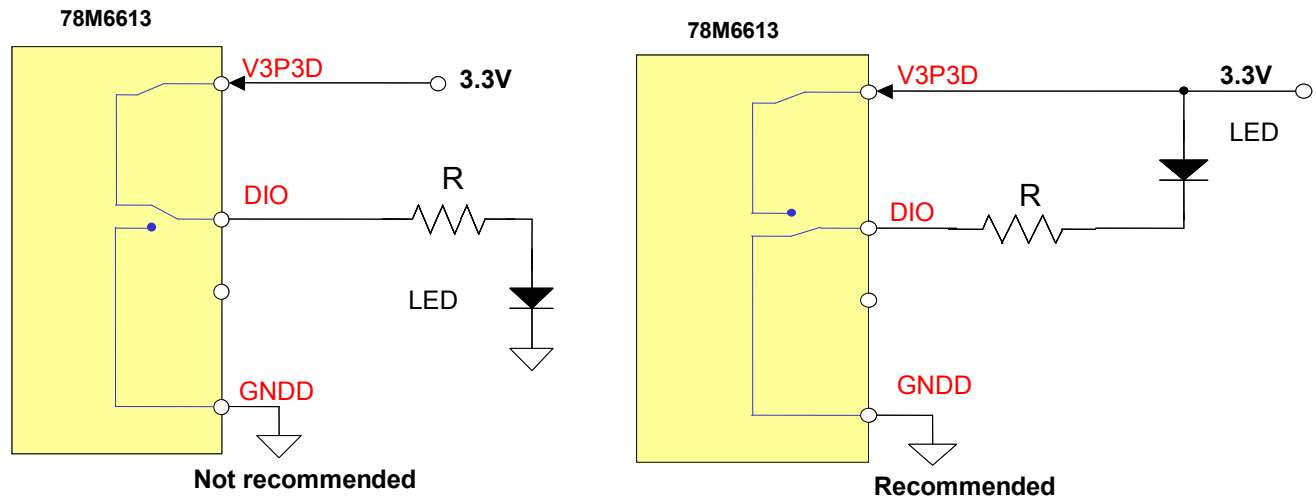 78M6613
V3P3D
3.3V
DIO
R
LED
GNDD
Not recommended
78M6613
V3P3D
3.3V
LED
R
DIO
GNDD
Recommended